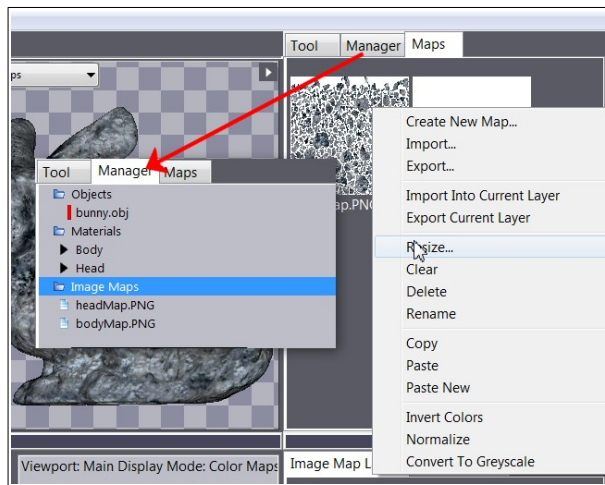 Tool Manager Maps
ps
Create New Map...
Import...
Export...
ap.PNG
Import Into Current Layer
Export Current Layer
Resize...
Clear
Delete
Rename
Copy
Paste
Paste New
Invert Colors
Normalize
Convert To Greyscale
Tool Manager Maps
Objects
bunny.obj
Materials
Body
Head
Image Maps
headMap.PNG
bodyMap.PNG
Viewport: Main Display Mode: Color Maps
Image Map L